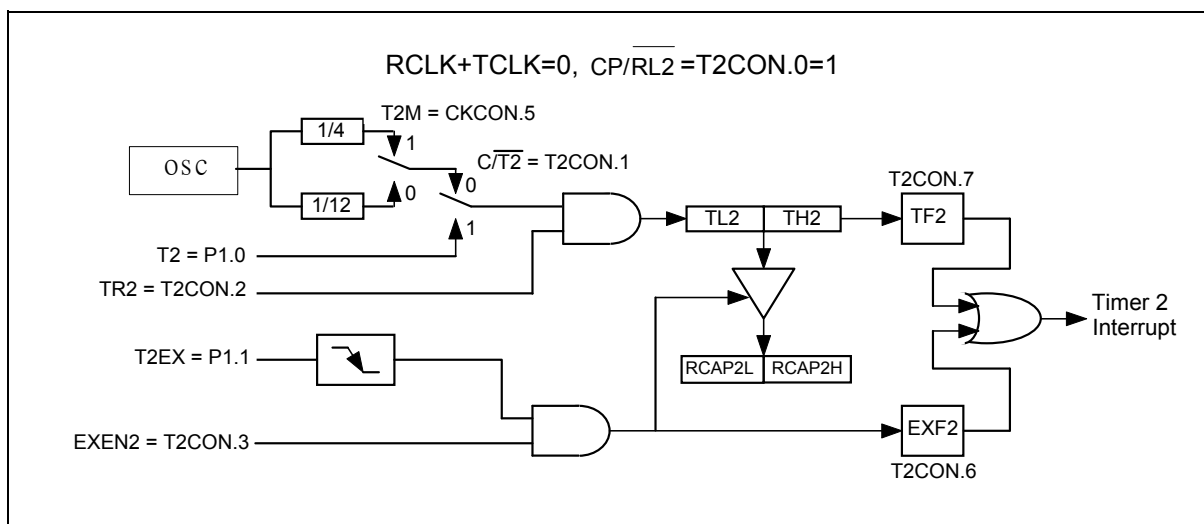 RCLK+TCLK=0, CP/R̅L̅2̅ =T2CON.0=1
T2M = CKCON.5
1/4
1
OSC
C/T̅2̅ = T2CON.1
0
1/12
0
1
T2 = P1.0
TR2 = T2CON.2
TL2
TH2
T2CON.7
TF2
Timer 2
Interrupt
T2EX = P1.1
RCAP2L
RCAP2H
EXEN2 = T2CON.3
EXF2
T2CON.6